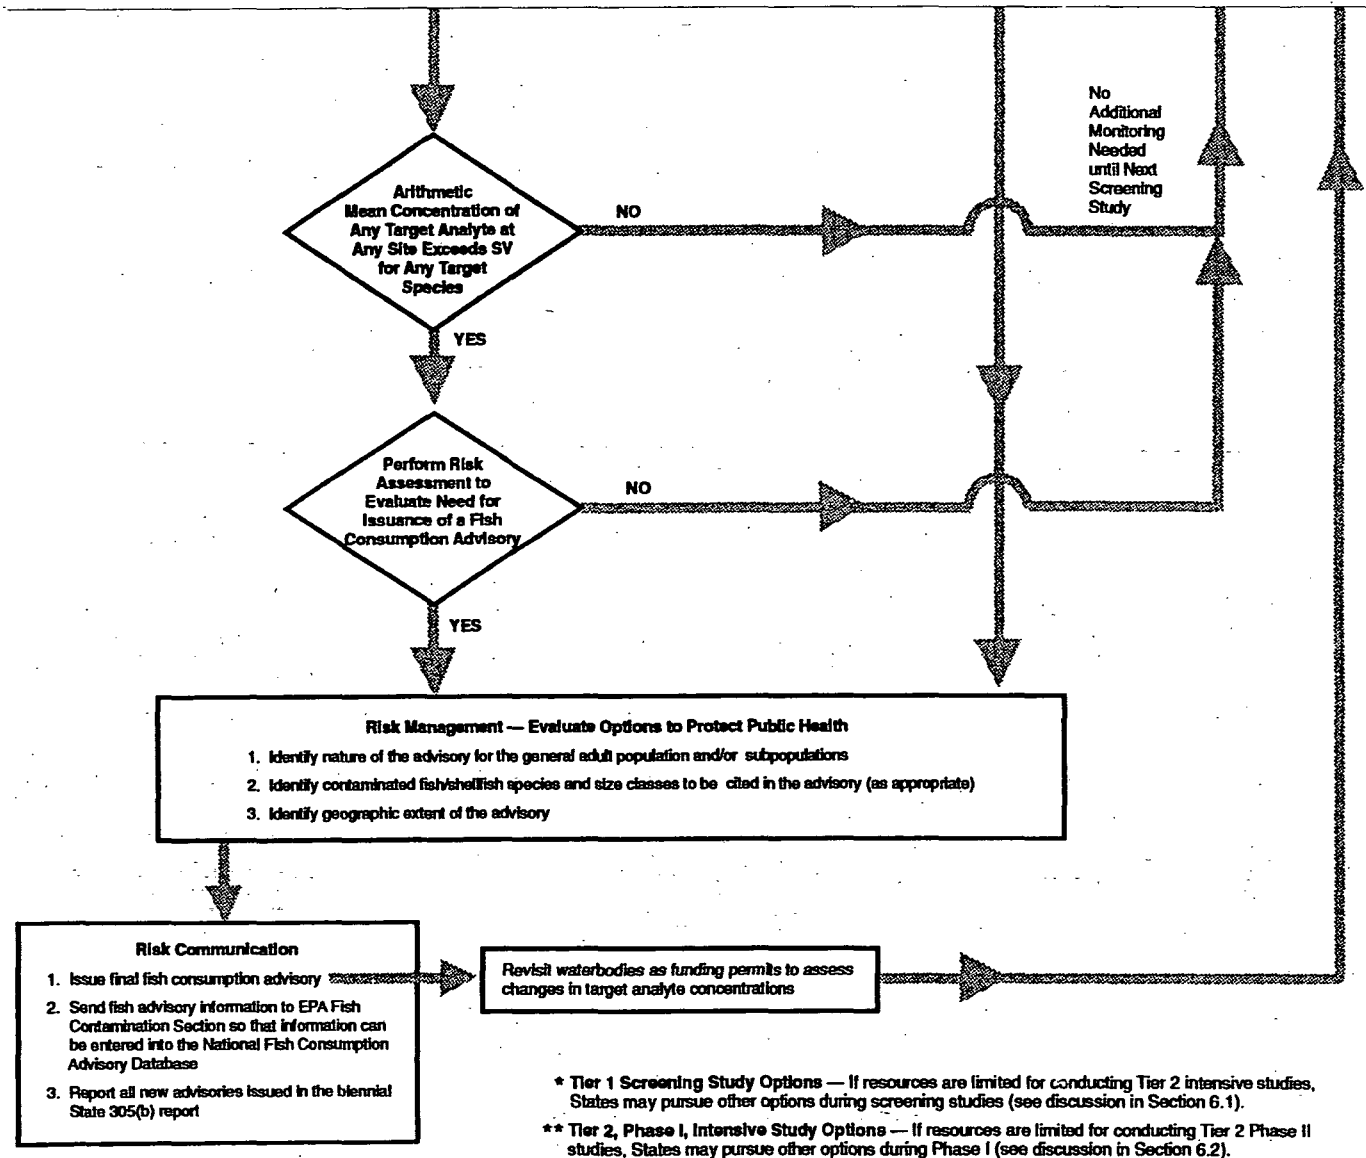 No
Additional
Monitoring
Needed
until Next
Screening
Study
Arithmetic
Mean Concentration of
Any Target Analyte at
Any Site Exceeds SV
for Any Target
Species
NO
YES
Perform Risk
Assessment to
Evaluate Need for
Issuance of a Fish
Consumption Advisory
NO
YES
Risk Management — Evaluate Options to Protect Public Health
1. Identify nature of the advisory for the general adult population and/or subpopulations
2. Identify contaminated fish/shellfish species and size classes to be cited in the advisory (as appropriate)
3. Identify geographic extent of the advisory
Risk Communication
1. Issue final fish consumption advisory
2. Send fish advisory information to EPA Fish
Contamination Section so that information can
be entered into the National Fish Consumption
Advisory Database
3. Report all new advisories issued in the biennial
State 305(b) report
Revisit waterbodies as funding permits to assess
changes in target analyte concentrations
* Tier 1 Screening Study Options — If resources are limited for conducting Tier 2 intensive studies,
States may pursue other options during screening studies (see discussion in Section 6.1).
** Tier 2, Phase I, Intensive Study Options — If resources are limited for conducting Tier 2 Phase II
studies, States may pursue other options during Phase I (see discussion in Section 6.2).